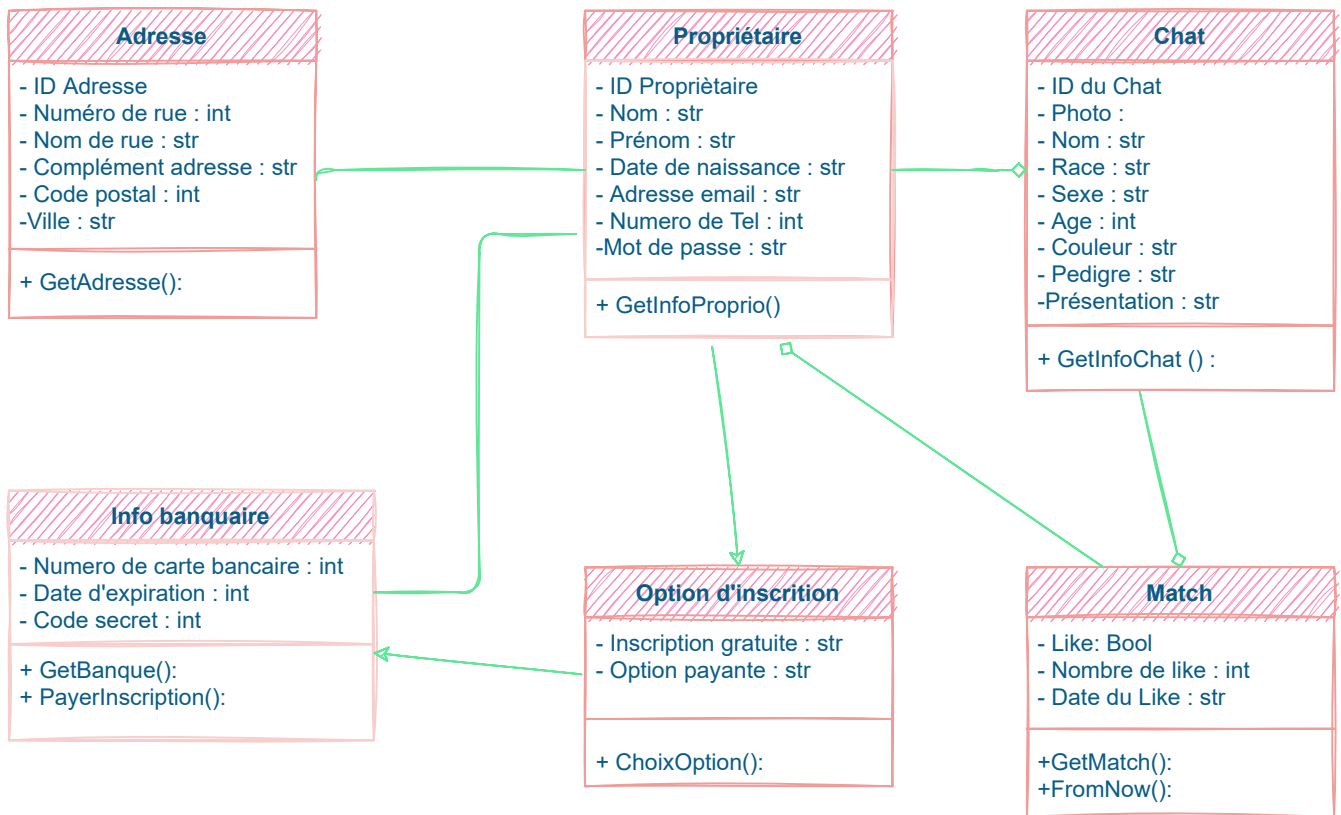 Adresse
- ID Adresse
- Numéro de rue : int
- Nom de rue : str
- Complément adresse : str
- Code postal : int
-Ville : str
+ GetAdresse():
Propriétaire
- ID Propriètaire
- Nom : str
- Prénom : str
- Date de naissance : str
- Adresse email : str
- Numero de Tel : int
-Mot de passe : str
+ GetInfoProprio()
Chat
- ID du Chat
- Photo :
- Nom : str
- Race : str
- Sexe : str
- Age : int
- Couleur : str
- Pedigre : str
-Présentation : str
+ GetInfoChat () :
Info banquaire
- Numero de carte bancaire : int
- Date d'expiration : int
- Code secret : int
+ GetBanque():
+ PayerInscription():
Option d'inscrition
- Inscription gratuite : str
- Option payante : str
+ ChoixOption():
Match
- Like: Bool
- Nombre de like : int
- Date du Like : str
+GetMatch():
+FromNow():